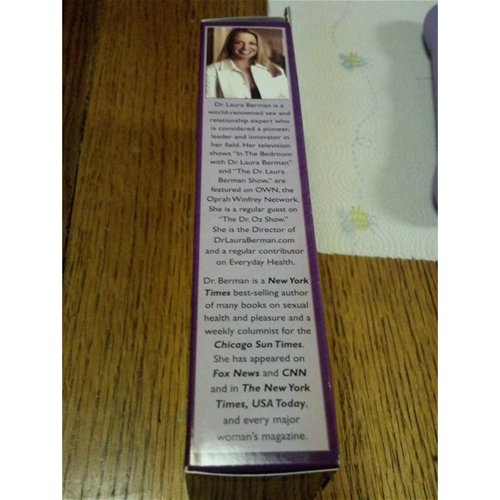 Dr. Laura Berman is a
world-renowned sex and
relationship expert who
is considered a pioneer,
leader and innovator in
her field. Her television
shows "In The Bedroom
with Dr. Laura Berman"
and "The Dr. Laura
Berman Show," are
featured on OWN, the
Oprah Winfrey Network.
She is a regular guest on
"The Dr. Oz Show."
She is the Director of
DrLauraBerman.com
and a regular contributor
on Everyday Health.
Dr. Berman is a New York
Times best-selling author
of many books on sexual
health and pleasure and a
weekly columnist for the
Chicago Sun Times.
She has appeared on
Fox News and CNN
and in The New York
Times, USA Today,
and every major
woman's magazine.